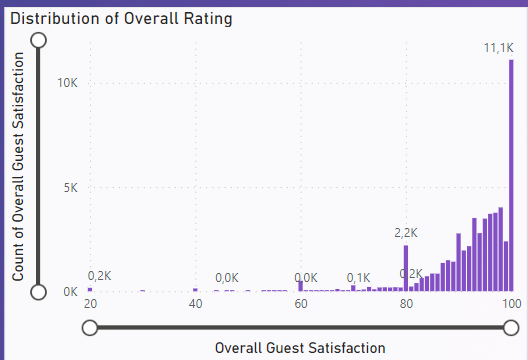 Distribution of Overall Rating
Count of Overall Guest Satisfaction
11,1K
10K
5K
2,2K
0,2K
0,0K
0,0K
0,1K
0,2K
0K
20
40
60
80
100
Overall Guest Satisfaction